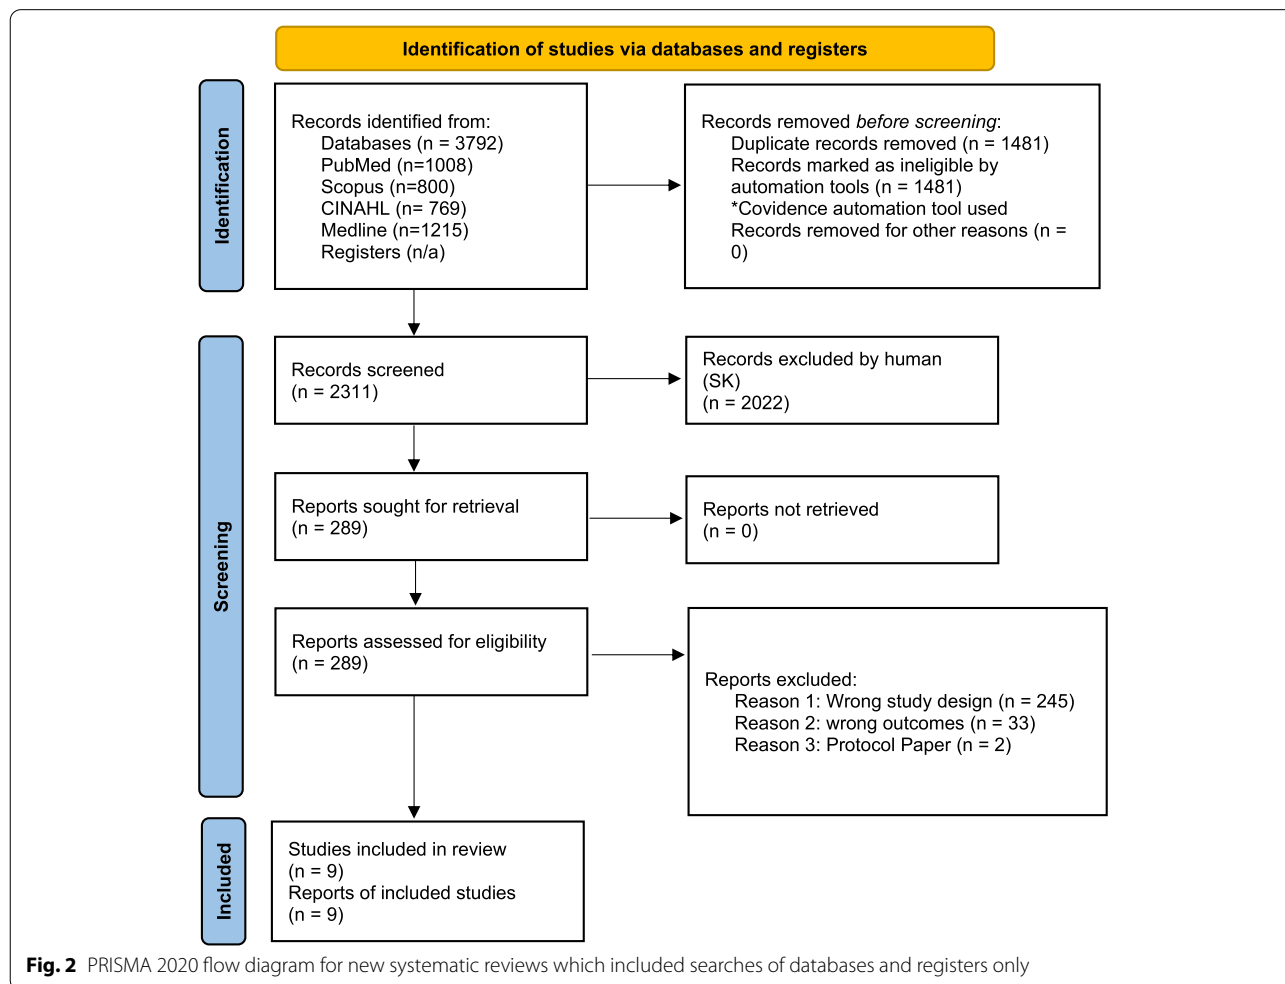 Identification of studies via databases and registers
Identification
Records identified from:
Databases (n = 3792)
PubMed (n=1008)
Scopus (n=800)
CINAHL (n= 769)
Medline (n=1215)
Registers (n/a)
Records removed before screening:
Duplicate records removed (n = 1481)
Records marked as ineligible by
automation tools (n = 1481)
*Covidence automation tool used
Records removed for other reasons (n =
0)
Screening
Records screened
(n = 2311)
Records excluded by human
(SK)
(n = 2022)
Reports sought for retrieval
(n = 289)
Reports not retrieved
(n = 0)
Reports assessed for eligibility
(n = 289)
Reports excluded:
Reason 1: Wrong study design (n = 245)
Reason 2: wrong outcomes (n = 33)
Reason 3: Protocol Paper (n = 2)
Included
Studies included in review
(n = 9)
Reports of included studies
(n = 9)
Fig. 2 PRISMA 2020 flow diagram for new systematic reviews which included searches of databases and registers only